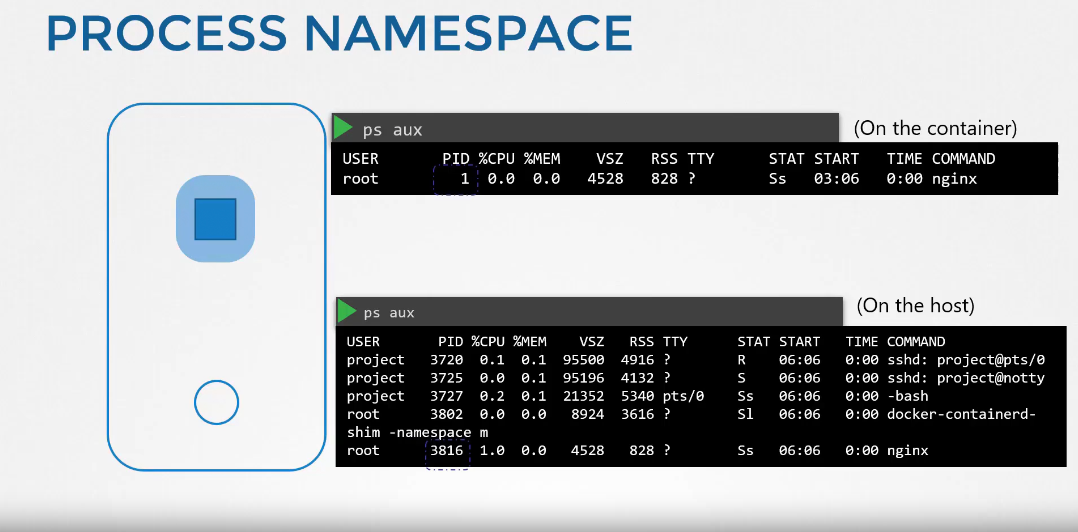 PROCESS NAMESPACE
ps aux
(On the container)
USER PID %CPU %MEM VSZ RSS TTY STAT START TIME COMMAND
root 1 0.0 0.0 4528 828 ? Ss 03:06 0:00 nginx
ps aux
(On the host)
USER PID %CPU %MEM VSZ RSS TTY STAT START TIME COMMAND
project 3720 0.1 0.1 95500 4916 ? R 06:06 0:00 sshd: project@pts/0
project 3725 0.0 0.1 95196 4132 ? S 06:06 0:00 sshd: project@notty
project 3727 0.2 0.1 21352 5340 pts/0 Ss 06:06 0:00 -bash
root 3802 0.0 0.0 8924 3616 ? Sl 06:06 0:00 docker-containerd-
shim -namespace m
root 3816 1.0 0.0 4528 828 ? Ss 06:06 0:00 nginx